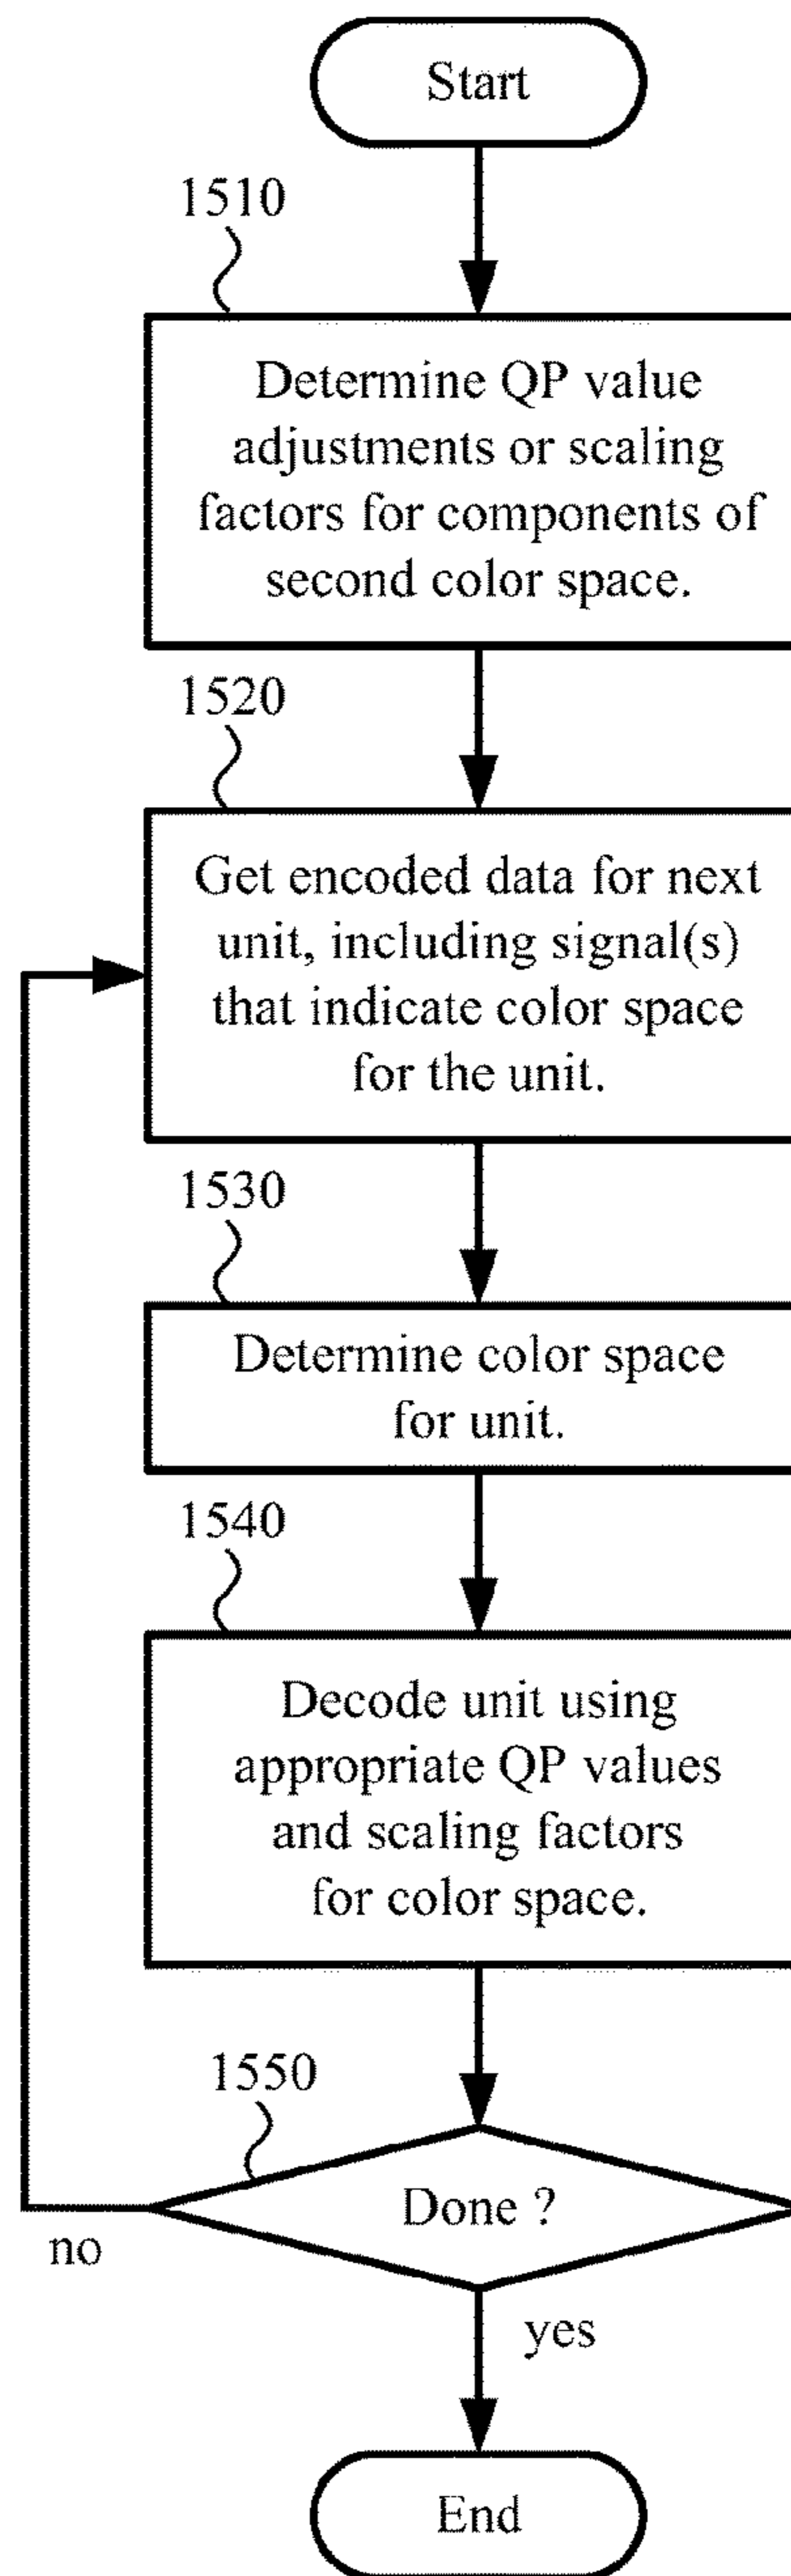 Start
1510
Determine QP value
adjustments or scaling
factors for components of
second color space.
1520
Get encoded data for next
unit, including signal(s)
that indicate color space
for the unit.
1530
Determine color space
for unit.
1540
Decode unit using
appropriate QP values
and scaling factors
for color space.
1550
Done ?
no
yes
End